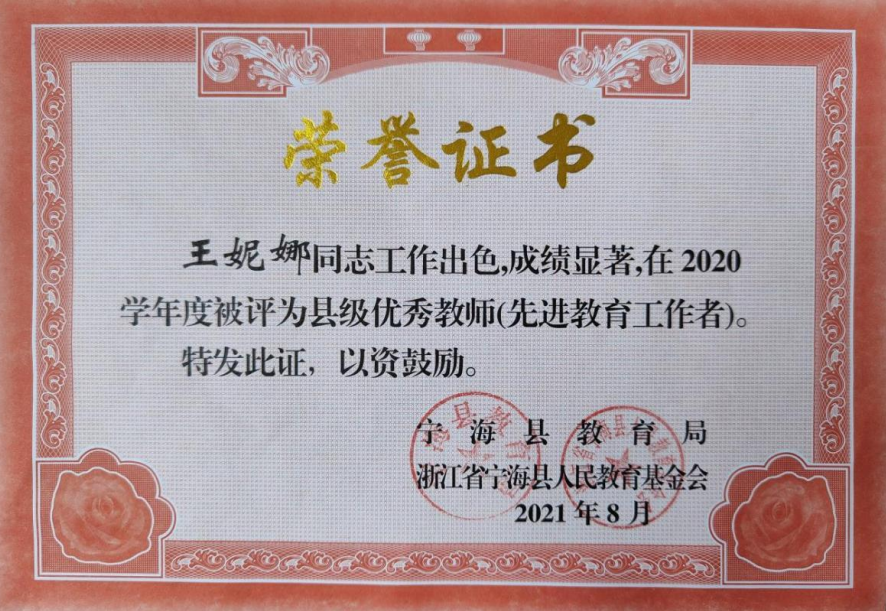 荣誉证书
王妮娜同志工作出色,成绩显著,在2020
学年度被评为县级优秀教师(先进教育工作者)。
特发此证，以资鼓励。
宁海县教育局
浙江省宁海县人民教育基金会
2021年8月